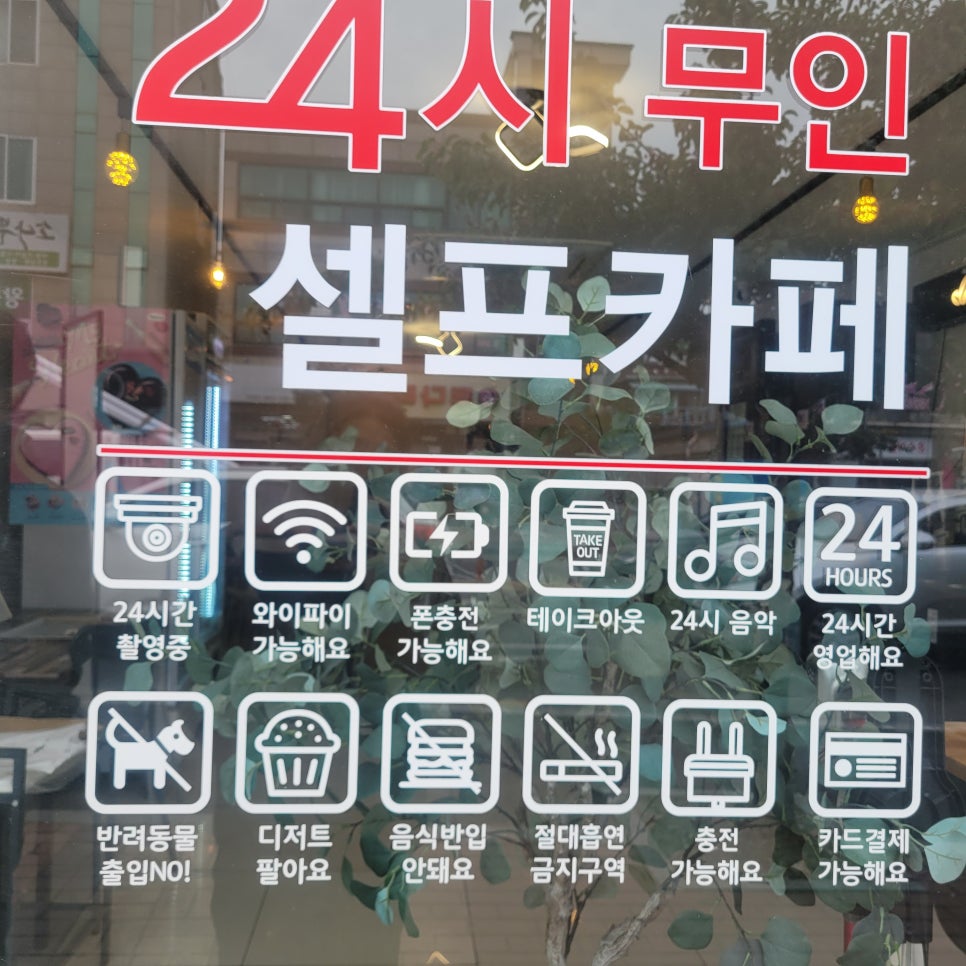 24시 무인
셀프카페
TAKE
OUT
24
HOURS
24시간
촬영중
와이파이
가능해요
폰충전
가능해요
테이크아웃
24시 음악
24시간
영업해요
반려동물
출입NO!
디저트
팔아요
음식반입
안돼요
절대흡연
금지구역
충전
가능해요
카드결제
가능해요